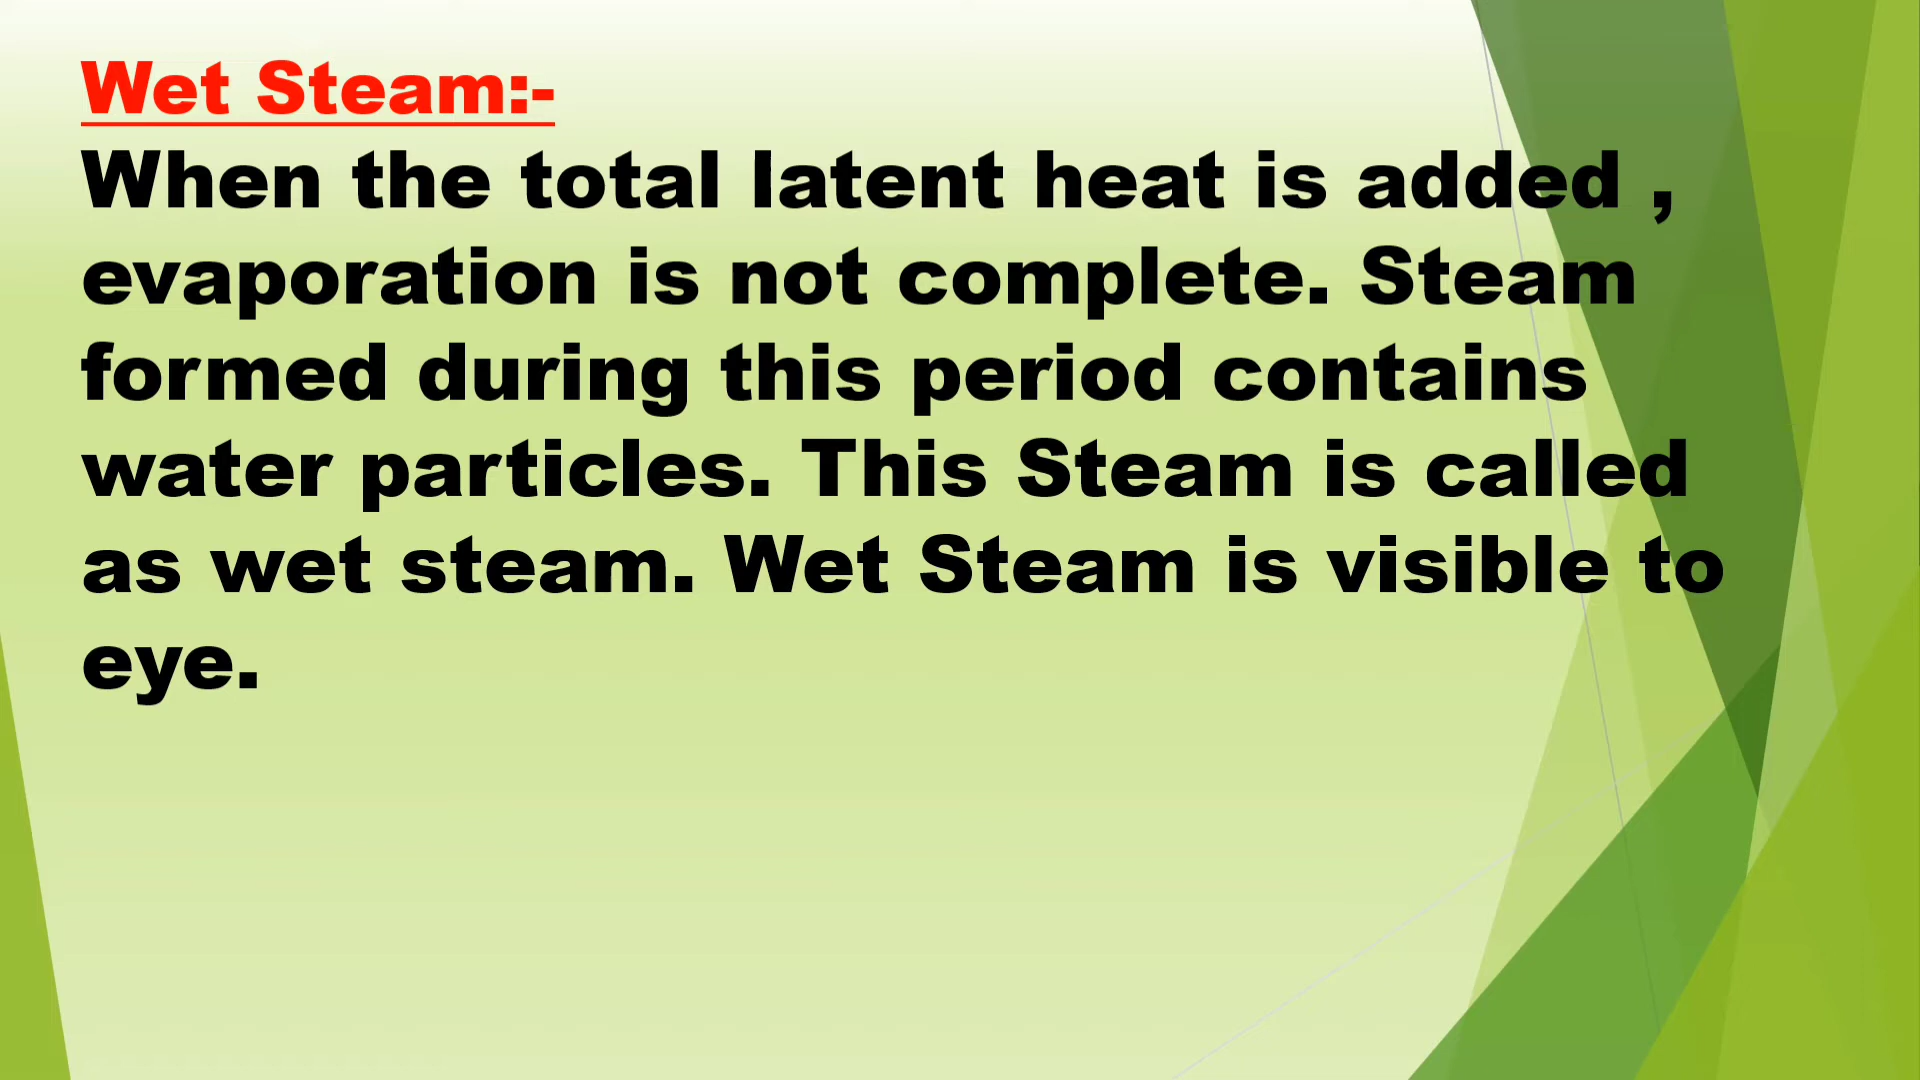 Wet Steam:-
When the total latent heat is added ,
evaporation is not complete. Steam
formed during this period contains
water particles. This Steam is called
as wet steam. Wet Steam is visible to
eye.